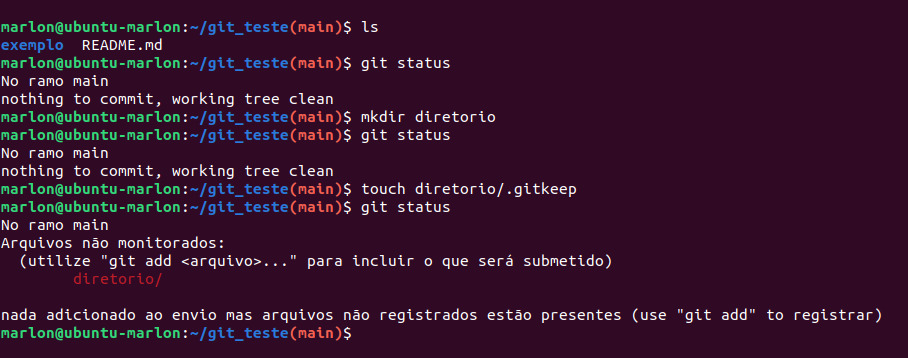 marlon@ubuntu-marlon:~/git_teste(main)$ ls
exemplo  README.md
marlon@ubuntu-marlon:~/git_teste(main)$ git status
No ramo main
nothing to commit, working tree clean
marlon@ubuntu-marlon:~/git_teste(main)$ mkdir diretorio
marlon@ubuntu-marlon:~/git_teste(main)$ git status
No ramo main
nothing to commit, working tree clean
marlon@ubuntu-marlon:~/git_teste(main)$ touch diretorio/.gitkeep
marlon@ubuntu-marlon:~/git_teste(main)$ git status
No ramo main
Arquivos não monitorados:
  (utilize "git add <arquivo>..." para incluir o que será submetido)
        diretorio/
nada adicionado ao envio mas arquivos não registrados estão presentes (use "git add" to registrar)
marlon@ubuntu-marlon:~/git_teste(main)$